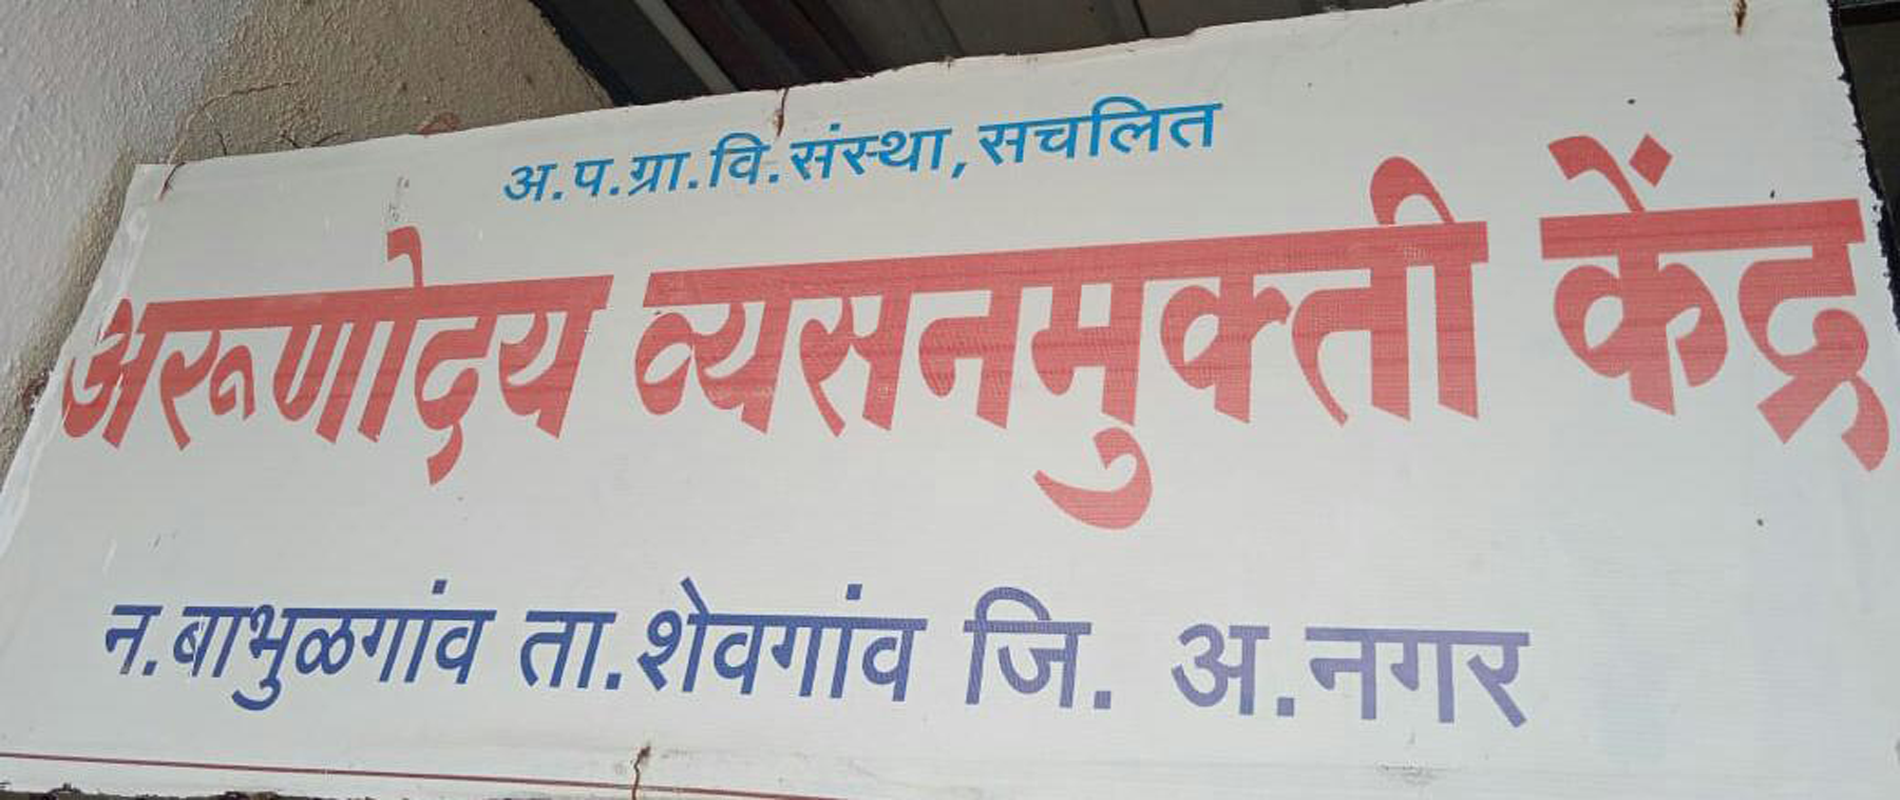 अ.प.ग्रा.वि.संस्था,सचलित
अरूणोदय व्यसनमुक्ती केंद्र
न.बाभुळगांव ता.शेवगांव जि. अ.नगर